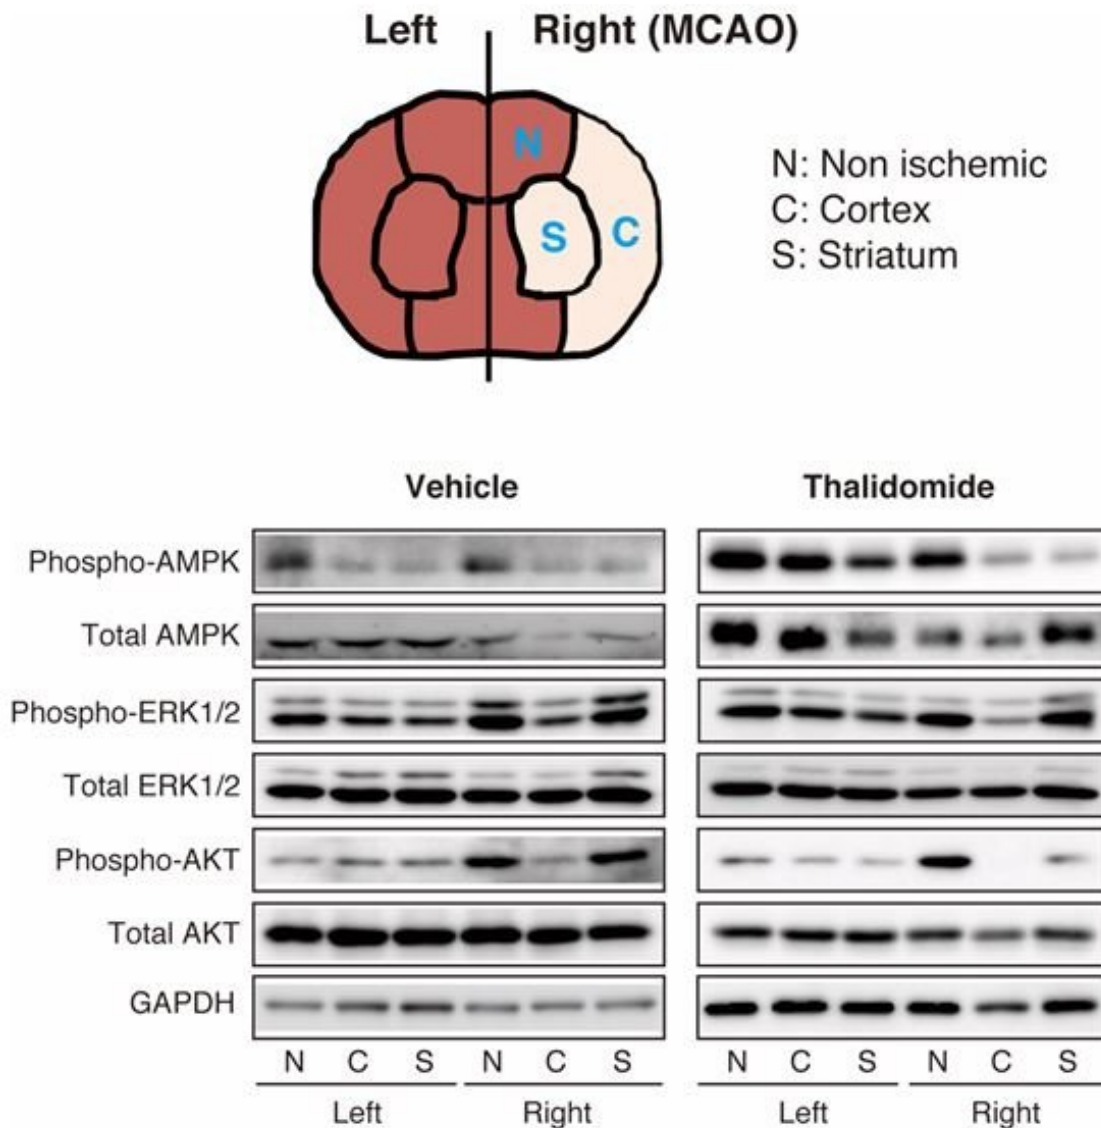 Left Right (MCAO)
N
S C
N: Non ischemic
C: Cortex
S: Striatum
Vehicle Thalidomide
Phospho-AMPK
Total AMPK
Phospho-ERK1/2
Total ERK1/2
Phospho-AKT
Total AKT
GAPDH
N C S N C S N C S N C S
Left Right Left Right